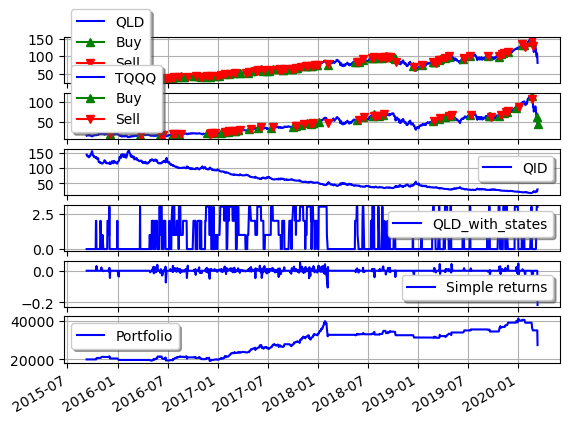 QLD
Buy
Sell
150
100
50
TQQQ
Buy
Sell
100
50
150
100
50
QID
2.5
0.0
QLD_with_states
0.0
−0.2
Simple returns
40000
20000
Portfolio
2015-07
2016-01
2016-07
2017-01
2017-07
2018-01
2018-07
2019-01
2019-07
2020-01